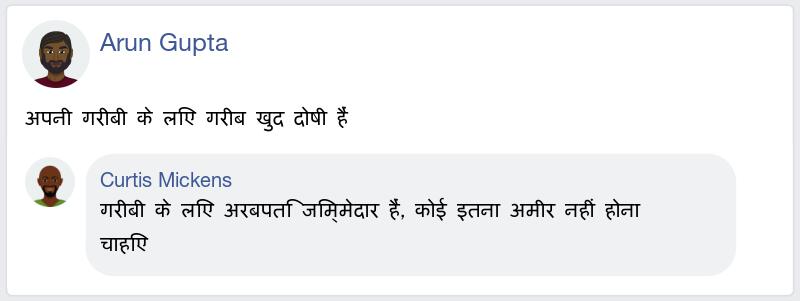 Arun Gupta
अपनी गरीबी के लिए गरीब खुद दोषी हैं
Curtis Mickens
गरीबी के लिए अरबपति जिम्मेदार हैं, कोई इतना अमीर नहीं होना
चाहिए